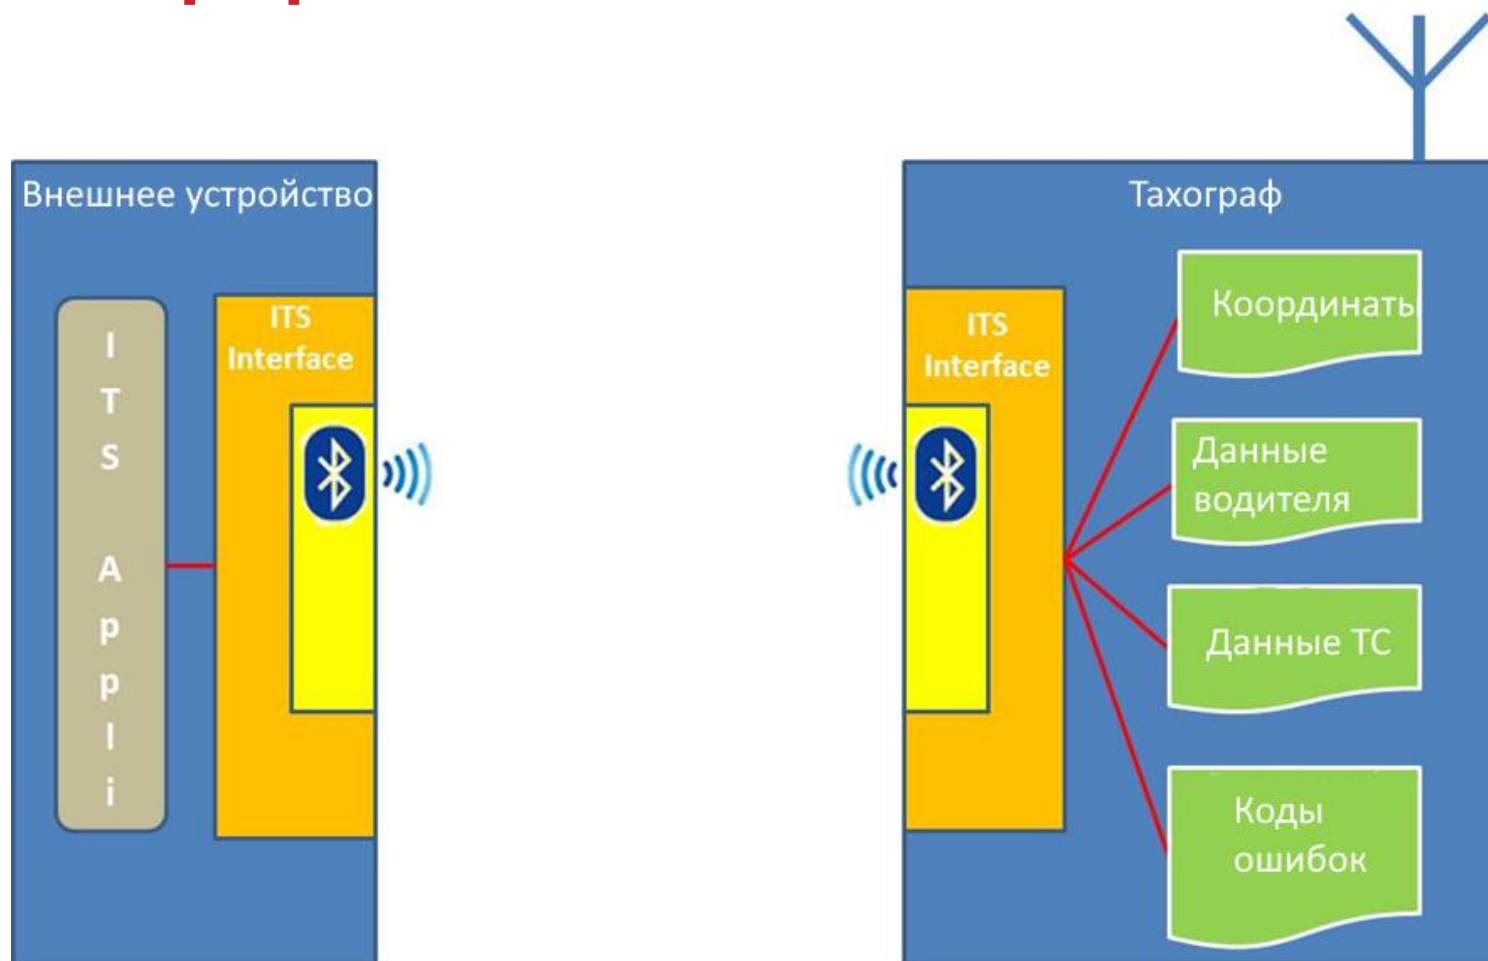 Внешнее устройство
ITS
Interface
I
T
S
A
p
p
l
i
Тахограф
ITS
Interface
Координаты
Данные
водителя
Данные ТС
Коды
ошибок